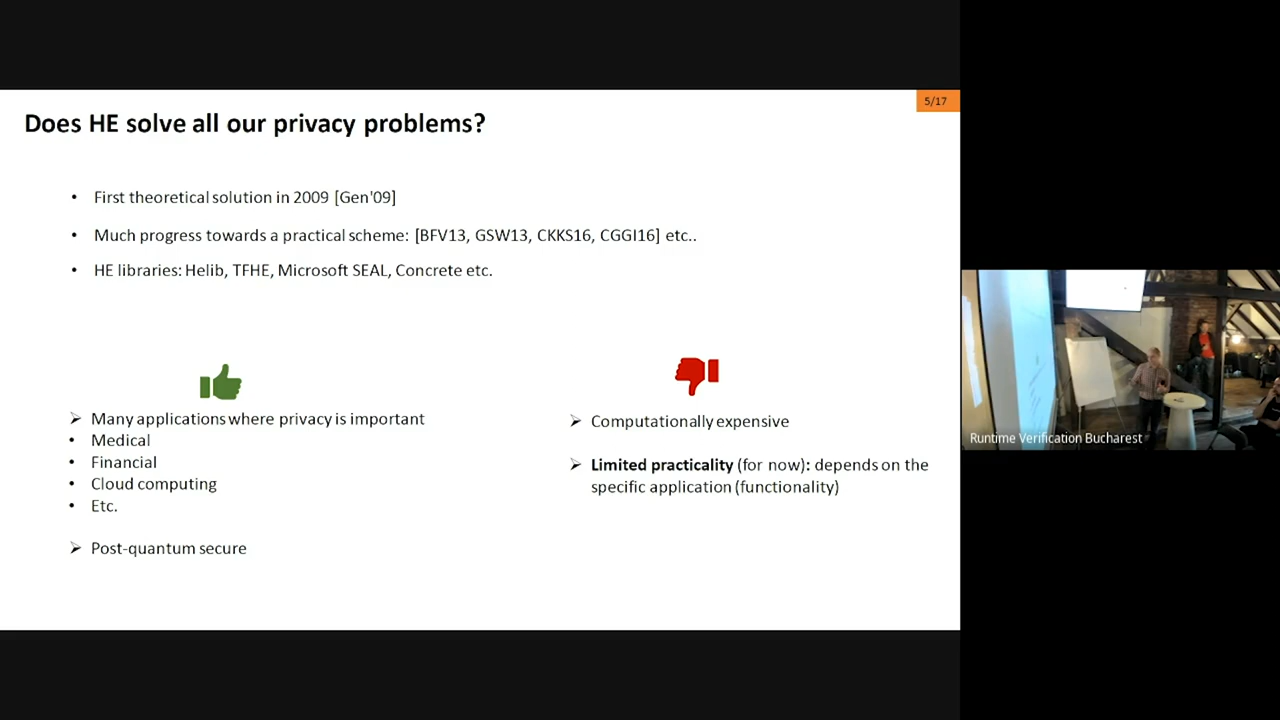 5/17
Does HE solve all our privacy problems?
• First theoretical solution in 2009 [Gen'09]
• Much progress towards a practical scheme: [BFV13, GSW13, CKKS16, CGGI16] etc..
• HE libraries: Helib, TFHE, Microsoft SEAL, Concrete etc.
➢ Many applications where privacy is important
• Medical
• Financial
• Cloud computing
• Etc.
➢ Post-quantum secure
➢ Computationally expensive
➢ Limited practicality (for now): depends on the
specific application (functionality)
Runtime Verification Bucharest